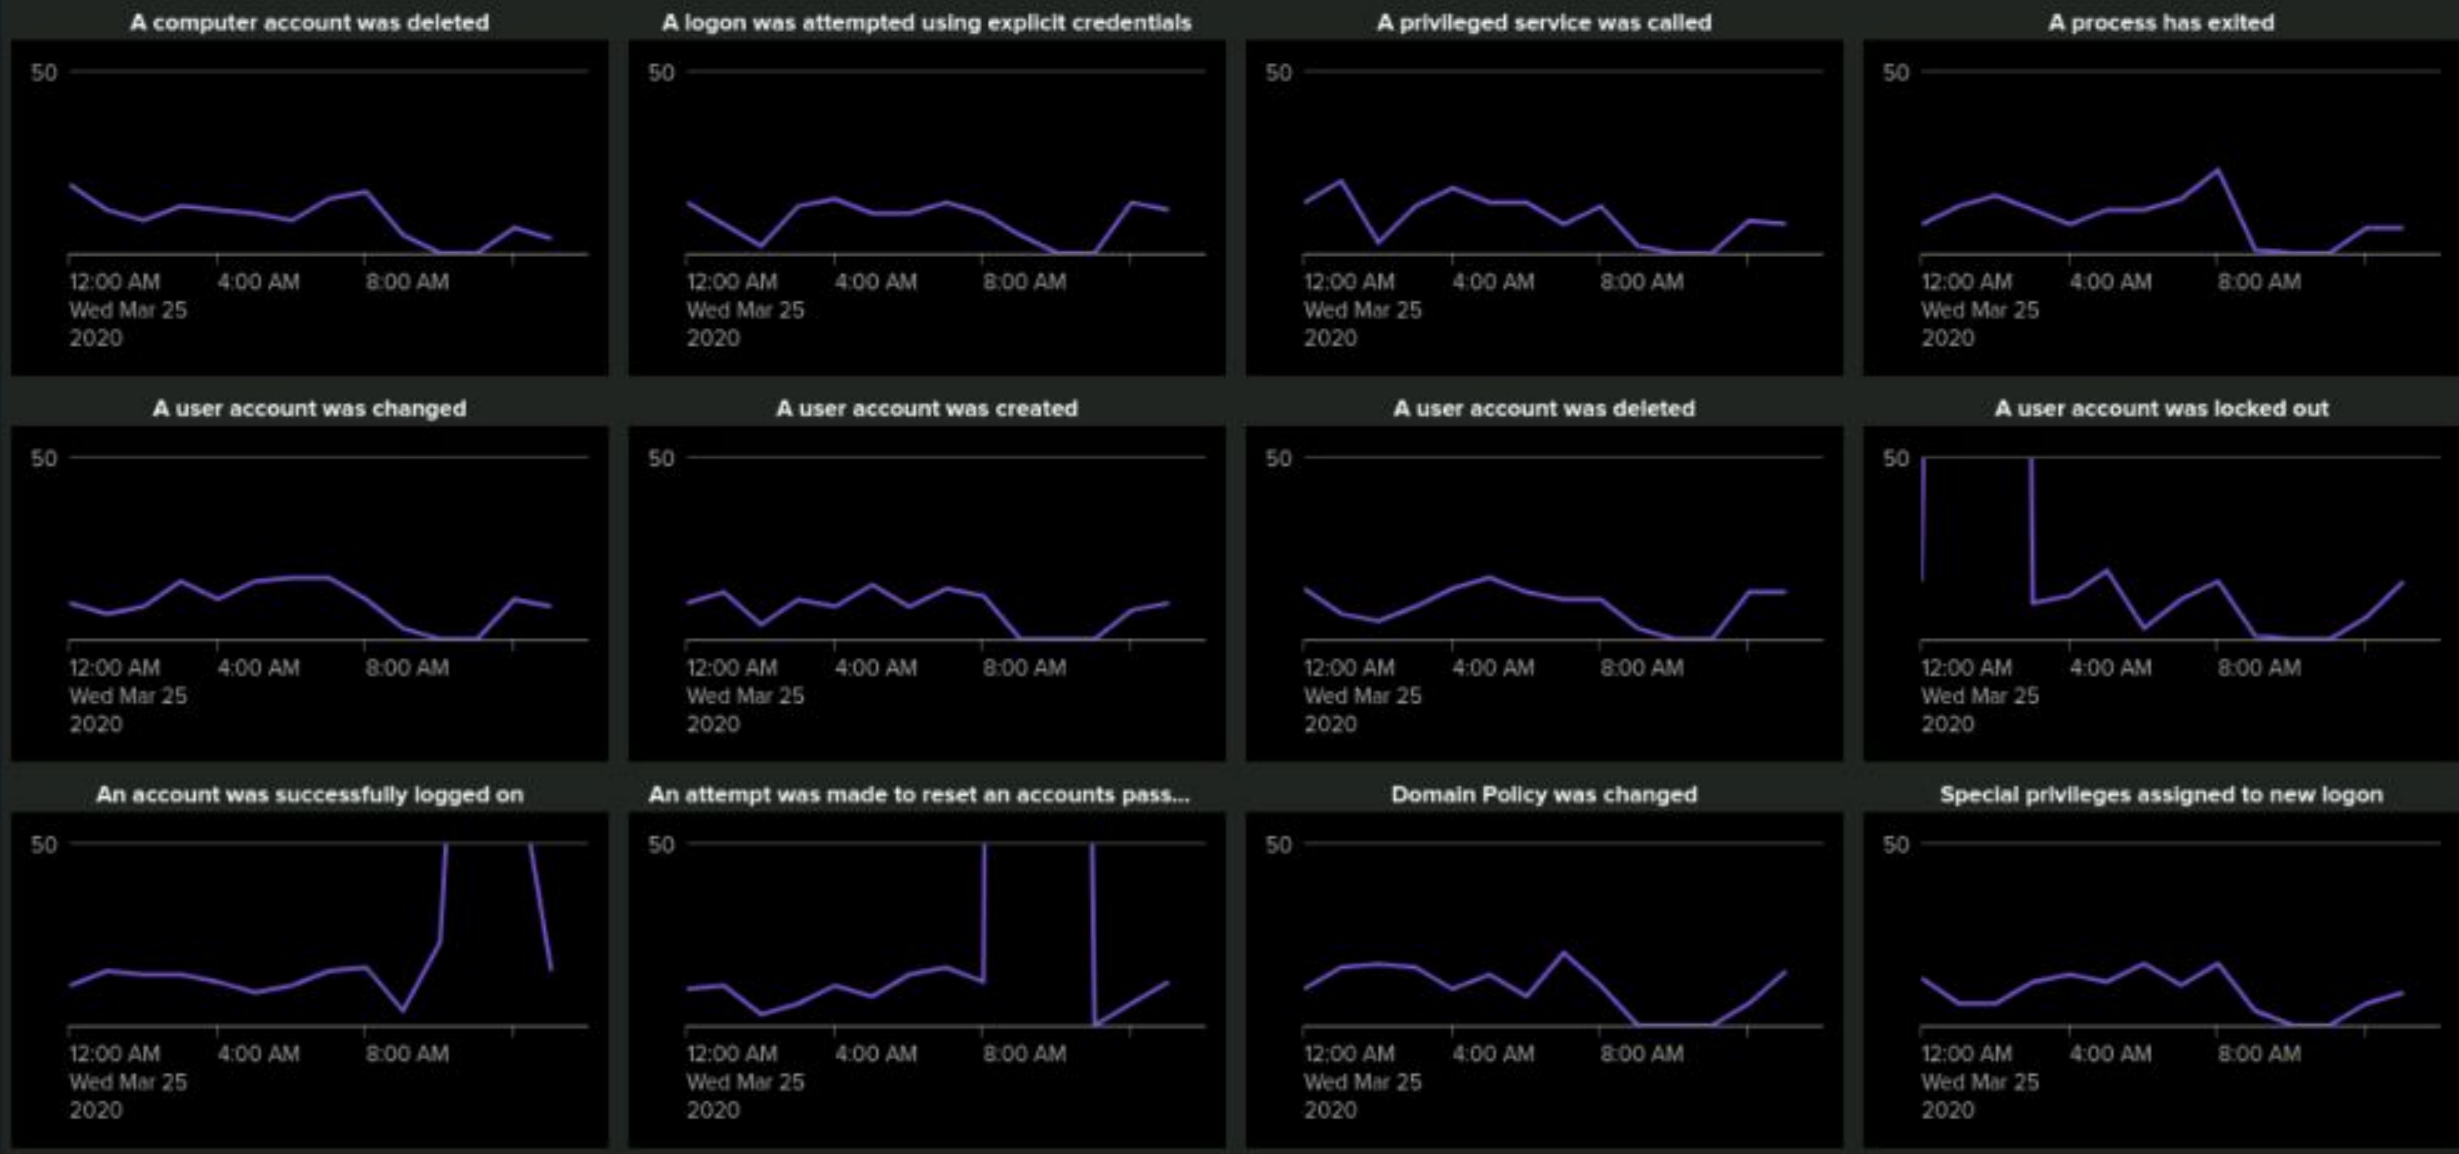 A computer account was deleted
50
12:00 AM 4:00 AM 8:00 AM
Wed Mar 25
2020
A logon was attempted using explicit credentials
50
12:00 AM 4:00 AM 8:00 AM
Wed Mar 25
2020
A privileged service was called
50
12:00 AM 4:00 AM 8:00 AM
Wed Mar 25
2020
A process has exited
50
12:00 AM 4:00 AM 8:00 AM
Wed Mar 25
2020
A user account was changed
50
12:00 AM 4:00 AM 8:00 AM
Wed Mar 25
2020
A user account was created
50
12:00 AM 4:00 AM 8:00 AM
Wed Mar 25
2020
A user account was deleted
50
12:00 AM 4:00 AM 8:00 AM
Wed Mar 25
2020
A user account was locked out
50
12:00 AM 4:00 AM 8:00 AM
Wed Mar 25
2020
An account was successfully logged on
50
12:00 AM 4:00 AM 8:00 AM
Wed Mar 25
2020
An attempt was made to reset an accounts pass...
50
12:00 AM 4:00 AM 8:00 AM
Wed Mar 25
2020
Domain Policy was changed
50
12:00 AM 4:00 AM 8:00 AM
Wed Mar 25
2020
Special privileges assigned to new logon
50
12:00 AM 4:00 AM 8:00 AM
Wed Mar 25
2020